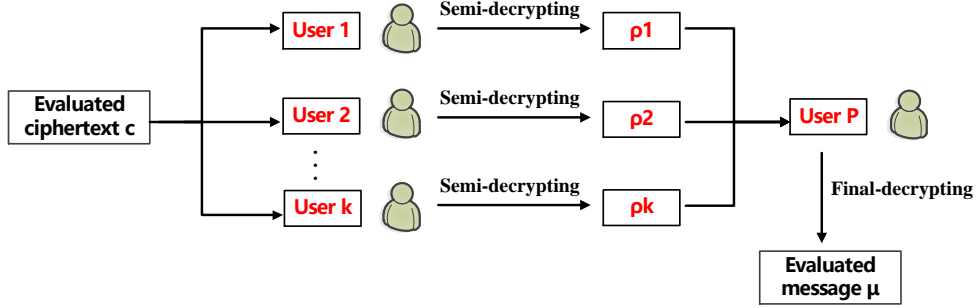 User 1
Semi-decrypting
ρ1
Evaluated
ciphertext c
User 2
Semi-decrypting
ρ2
User P
User k
Semi-decrypting
ρk
Final-decrypting
Evaluated
message μ